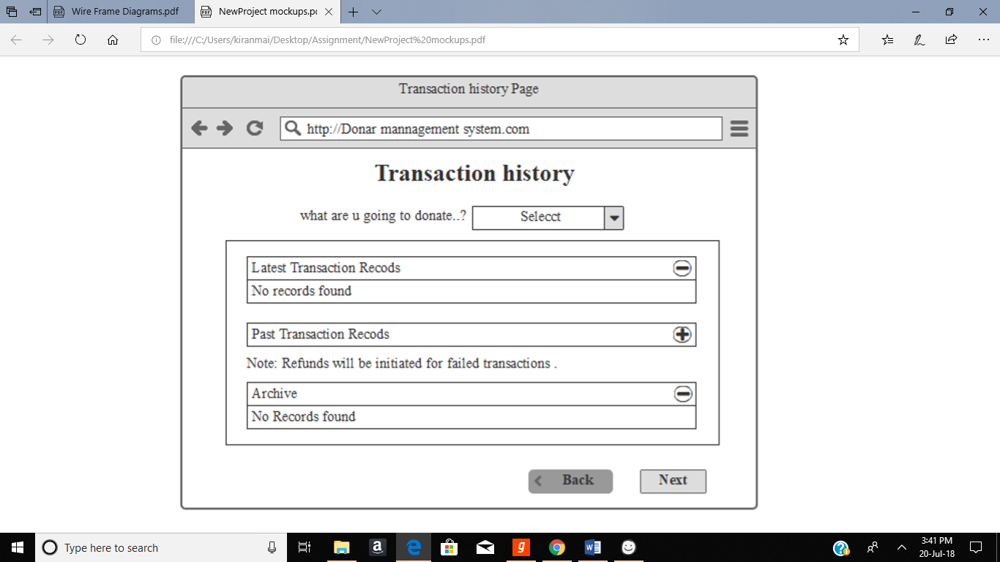 Wire Frame Diagrams.pdf
NewProject mockups.pd
file:///C:/Users/kiranmai/Desktop/Assignment/NewProject%20mockups.pdf
Transaction history Page
http://Donar mannagement system.com
Transaction history
what are u going to donate..? Selecct
Latest Transaction Recods
No records found
Past Transaction Recods
Note: Refunds will be initiated for failed transactions .
Archive
No Records found
Back Next
Type here to search
3:41 PM
20-Jul-18